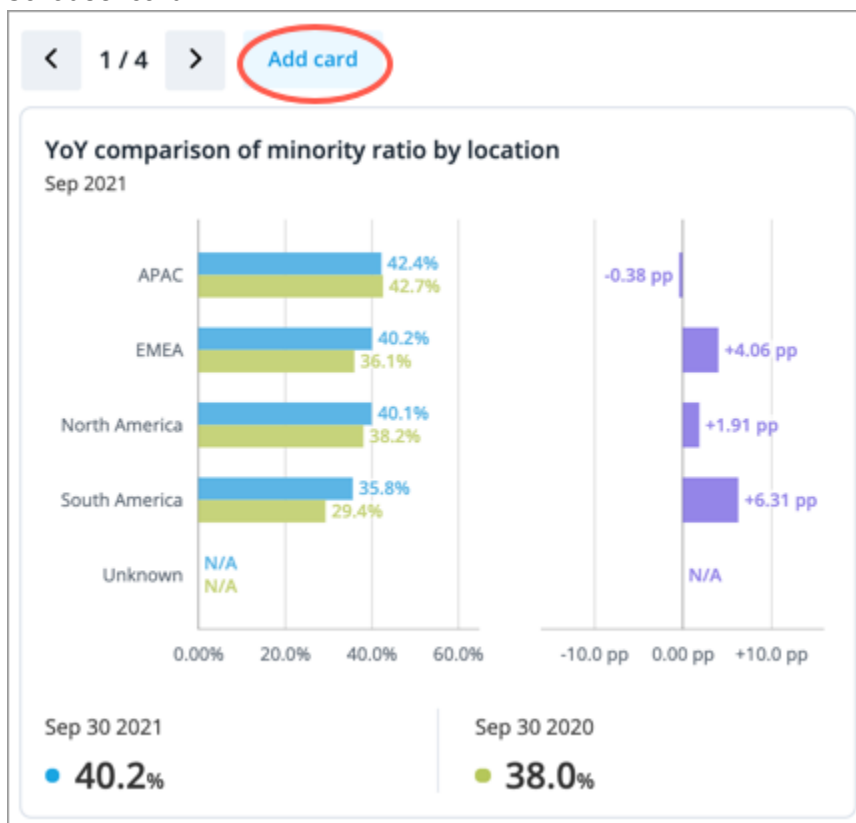 1 / 4 Add card
YoY comparison of minority ratio by location
Sep 2021
APAC 42.4% -0.38 pp
42.7%
EMEA 40.2% +4.06 pp
36.1%
North America 40.1% +1.91 pp
38.2%
South America 35.8% +6.31 pp
29.4%
Unknown N/A N/A
N/A
0.00% 20.0% 40.0% 60.0% -10.0 pp 0.00 pp +10.0 pp
Sep 30 2021 Sep 30 2020
40.2% 38.0%